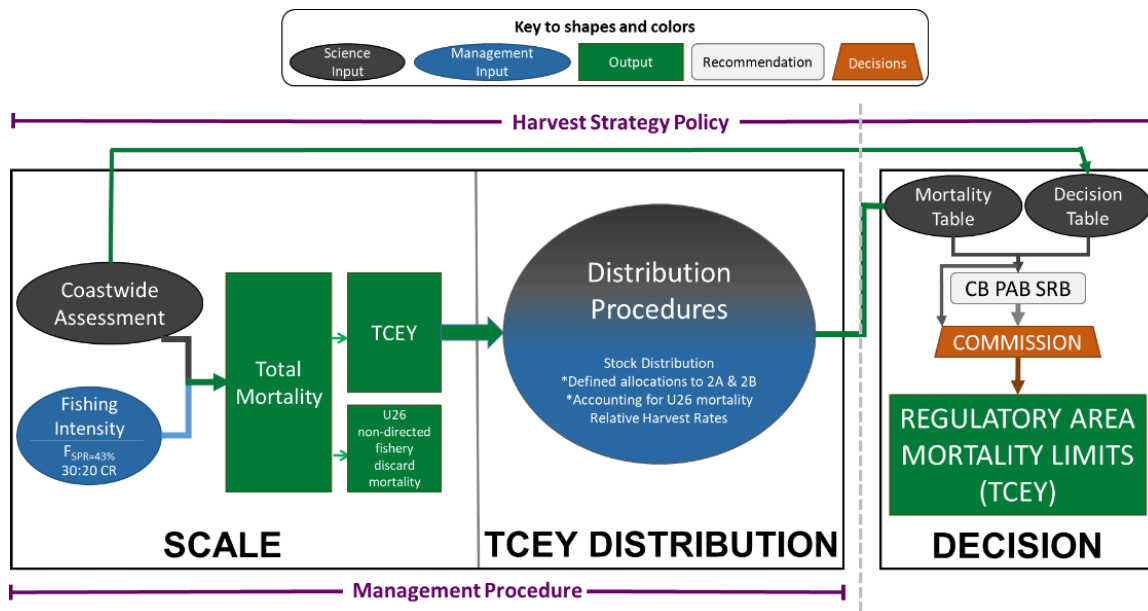 Key to shapes and colors
Science
Input
Management
Input
Output
Recommendation
Decisions
Harvest Strategy Policy
Coastwide
Assessment
Fishing
Intensity
F_SPR=43%
30:20 CR
Total
Mortality
TCEY
U26
non-directed
fishery
discard
mortality
SCALE
Distribution
Procedures
Stock Distribution
*Defined allocations to 2A & 2B
*Accounting for U26 mortality
Relative Harvest Rates
TCEY DISTRIBUTION
Mortality
Table
Decision
Table
CB PAB SRB
COMMISSION
REGULATORY AREA
MORTALITY LIMITS
(TCEY)
DECISION
Management Procedure